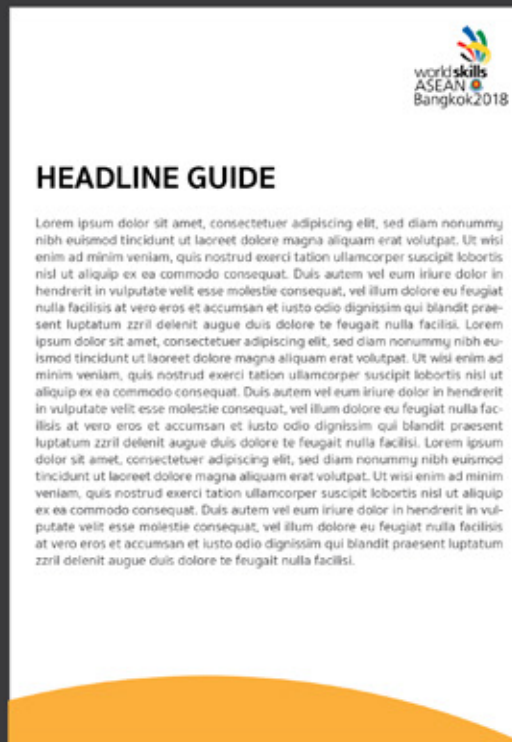 worldskills
ASEAN
Bangkok2018
HEADLINE GUIDE
Lorem ipsum dolor sit amet, consectetuer adipiscing elit, sed diam nonummy
nibh euismod tincidunt ut laoreet dolore magna aliquam erat volutpat. Ut wisi
enim ad minim veniam, quis nostrud exerci tation ullamcorper suscipit lobortis
nisl ut aliquip ex ea commodo consequat. Duis autem vel eum iriure dolor in
hendrerit in vulputate velit esse molestie consequat, vel illum dolore eu feugiat
nulla facilisis at vero eros et accumsan et iusto odio dignissim qui blandit prae-
sent luptatum zzril delenit augue duis dolore te feugait nulla facilisi. Lorem
ipsum dolor sit amet, consectetuer adipiscing elit, sed diam nonummy nibh eu-
ismod tincidunt ut laoreet dolore magna aliquam erat volutpat. Ut wisi enim ad
minim veniam, quis nostrud exerci tation ullamcorper suscipit lobortis nisl ut
aliquip ex ea commodo consequat. Duis autem vel eum iriure dolor in hendrerit
in vulputate velit esse molestie consequat, vel illum dolore eu feugiat nulla fac-
ilisis at vero eros et accumsan et iusto odio dignissim qui blandit praesent
luptatum zzril delenit augue duis dolore te feugait nulla facilisi. Lorem ipsum
dolor sit amet, consectetuer adipiscing elit, sed diam nonummy nibh euismod
tincidunt ut laoreet dolore magna aliquam erat volutpat. Ut wisi enim ad minim
veniam, quis nostrud exerci tation ullamcorper suscipit lobortis nisl ut aliquip
ex ea commodo consequat. Duis autem vel eum iriure dolor in hendrerit in vul-
putate velit esse molestie consequat, vel illum dolore eu feugiat nulla facilisis
at vero eros et accumsan et iusto odio dignissim qui blandit praesent luptatum
zzril delenit augue duis dolore te feugait nulla facilisi.